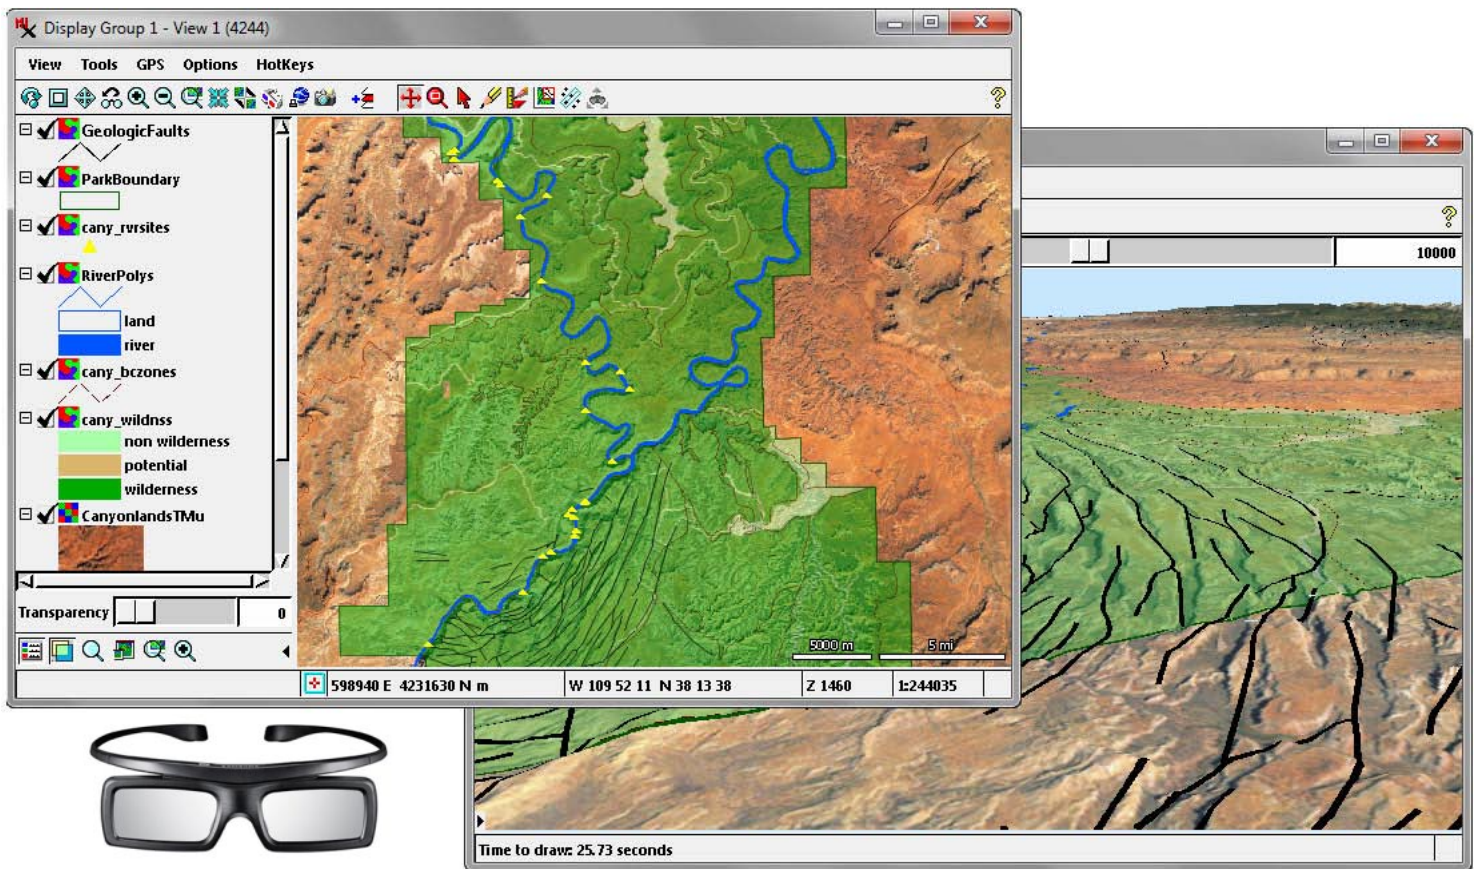 Display Group 1 - View 1 (4244)
View Tools GPS Options HotKeys
GeologicFaults
ParkBoundary
cany_rvrsites
RiverPolys
land
river
cany_bczones
cany_wildnss
non wilderness
potential
wilderness
CanyonlandsTMu
Transparency 0
5000 m 5 mi
598940 E 4231630 N m W 109 52 11 N 38 13 38 Z 1460 1:244035
10000
Time to draw: 25.73 seconds